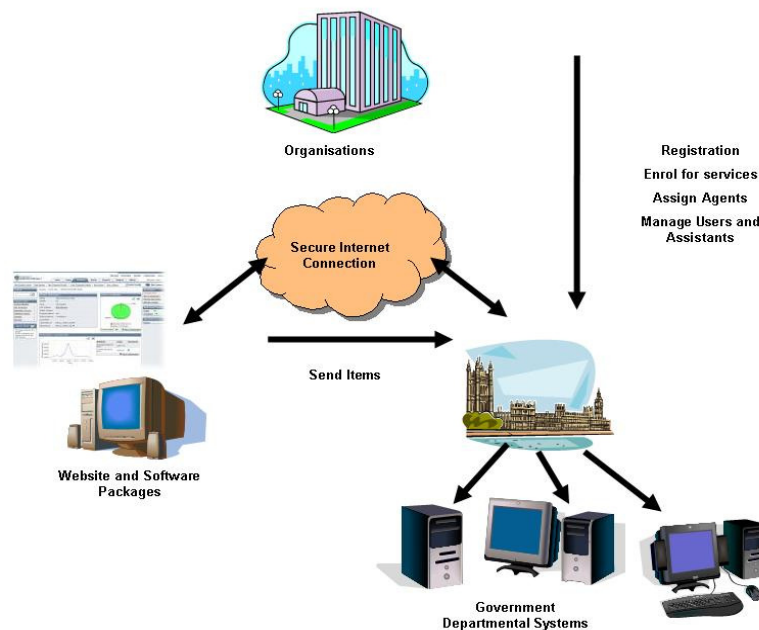 Organisations
Registration
Enrol for services
Assign Agents
Manage Users and
Assistants
Secure Internet
Connection
Send Items
Website and Software
Packages
Government
Departmental Systems